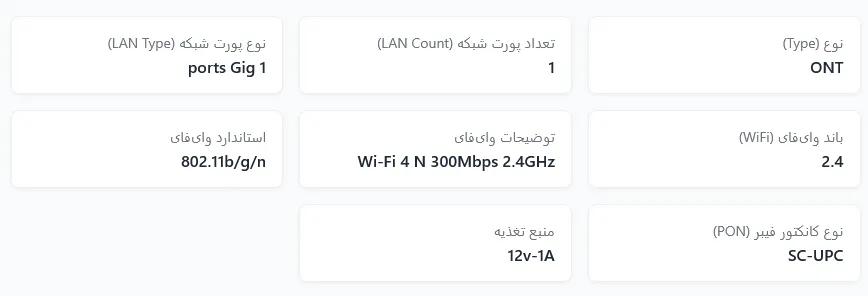 نوع (Type)
ONT
تعداد پورت شبکه (LAN Count)
1
نوع پورت شبکه (LAN Type)
1 ports Gig
باند وای‌فای (WiFi)
2.4
توضیحات وای‌فای
Wi-Fi 4 N 300Mbps 2.4GHz
استاندارد وای‌فای
802.11b/g/n
نوع کانکتور فیبر (PON)
SC-UPC
منبع تغذیه
12v-1A